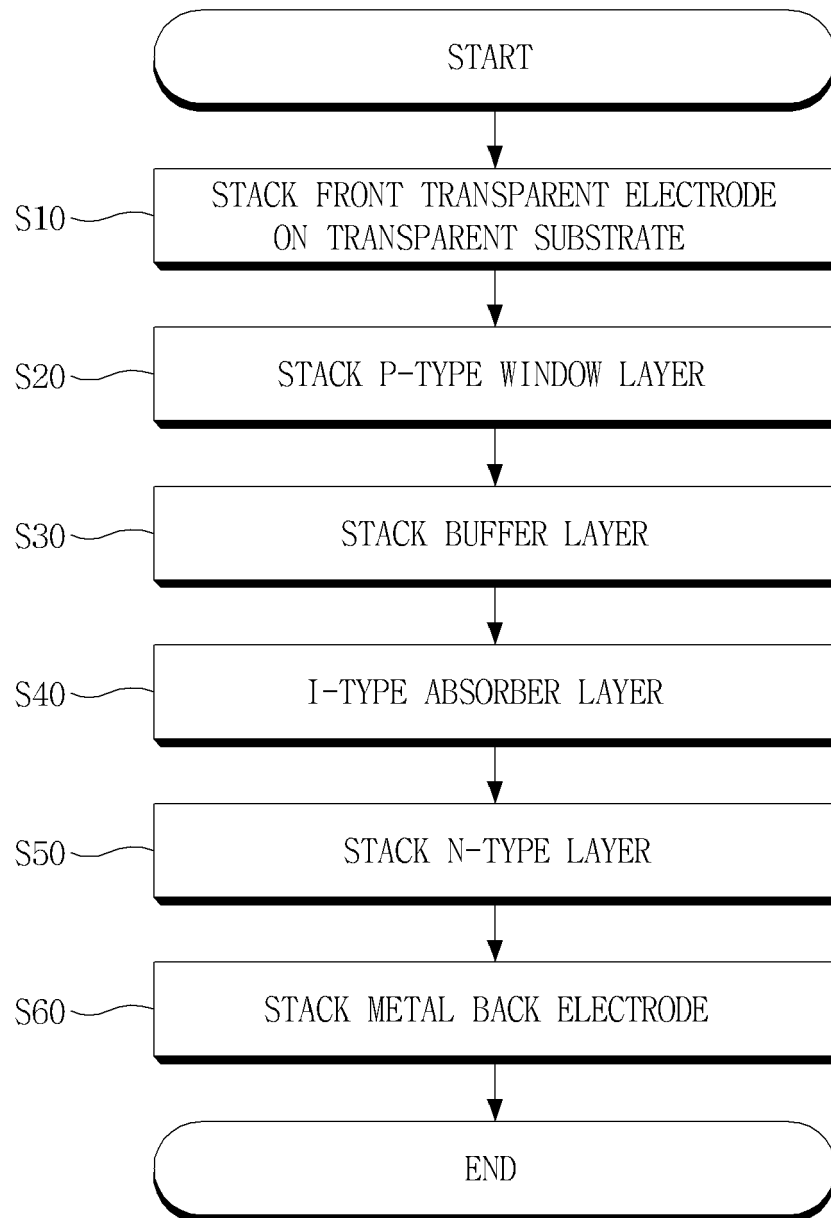 START
S10
STACK FRONT TRANSPARENT ELECTRODE
ON TRANSPARENT SUBSTRATE
S20
STACK P-TYPE WINDOW LAYER
S30
STACK BUFFER LAYER
S40
I-TYPE ABSORBER LAYER
S50
STACK N-TYPE LAYER
S60
STACK METAL BACK ELECTRODE
END